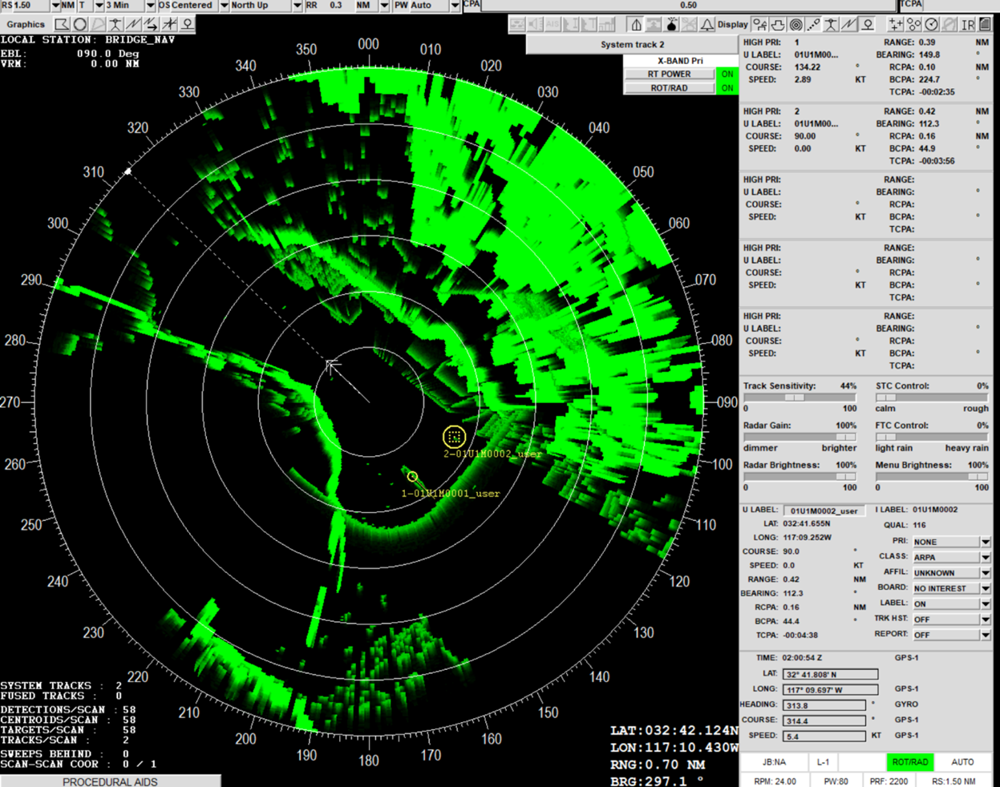 RS 1.50 NM T 3 Min OS Centered North Up RR 0.3 NM PW Auto CPA 0.50 TCPA
Graphics Display IR
LOCAL STATION: BRIDGE_NAV
EBL: 090.0 Deg
VRM: 0.00 NM
System track 2
X-BAND Pri
RT POWER ON
ROT/RAD ON
000
010
020
030
040
050
060
070
080
090
100
110
120
130
140
150
160
170
180
190
200
210
220
230
240
250
260
270
280
290
300
310
320
330
340
350
2-01U1M0002_user
1-01U1M0001_user
SYSTEM TRACKS : 2
FUSED TRACKS : 0
DETECTIONS/SCAN : 58
CENTROIDS/SCAN : 58
TARGETS/SCAN : 58
TRACKS/SCAN : 2
SWEEPS BEHIND : 0
SCAN-SCAN COOR : 0 / 1
PROCEDURAL AIDS
LAT:032:42.124N
LON:117:10.430W
RNG:0.70 NM
BRG:297.1 °
HIGH PRI: 1 RANGE: 0.39 NM
U LABEL: 01U1M00... BEARING: 149.8 °
COURSE: 134.22 ° RCPA: 0.10 NM
SPEED: 2.89 KT BCPA: 224.7 °
TCPA: -00:02:35
HIGH PRI: 2 RANGE: 0.42 NM
U LABEL: 01U1M00... BEARING: 112.3 °
COURSE: 90.00 ° RCPA: 0.16 NM
SPEED: 0.00 KT BCPA: 44.9 °
TCPA: -00:03:56
HIGH PRI: RANGE:
U LABEL: BEARING: °
COURSE: ° RCPA:
SPEED: KT BCPA: °
TCPA:
HIGH PRI: RANGE:
U LABEL: BEARING: °
COURSE: ° RCPA:
SPEED: KT BCPA: °
TCPA:
HIGH PRI: RANGE:
U LABEL: BEARING: °
COURSE: ° RCPA:
SPEED: KT BCPA: °
TCPA:
Track Sensitivity: 44% STC Control: 0%
0 100 calm rough
Radar Gain: 100% FTC Control: 0%
dimmer brighter light rain heavy rain
Radar Brightness: 100% Menu Brightness: 100%
0 100 0 100
U LABEL: 01U1M0002_user I LABEL: 01U1M0002
LAT: 032:41.655N QUAL: 116
LONG: 117:09.252W PRI: NONE
COURSE: 90.0 ° CLASS: ARPA
SPEED: 0.0 KT AFFIL: UNKNOWN
RANGE: 0.42 NM BOARD: NO INTEREST
BEARING: 112.3 ° LABEL: ON
RCPA: 0.16 NM TRK HST: OFF
BCPA: 44.4 ° REPORT: OFF
TCPA: -00:04:38
TIME: 02:00:54 Z GPS-1
LAT: 32° 41.808' N
LONG: 117° 09.697' W GPS-1
HEADING: 313.8 ° GYRO
COURSE: 314.4 ° GPS-1
SPEED: 5.4 KT GPS-1
JB:NA L-1 ROT/RAD AUTO
RPM: 24.00 PW:80 PRF: 2200 RS:1.50 NM